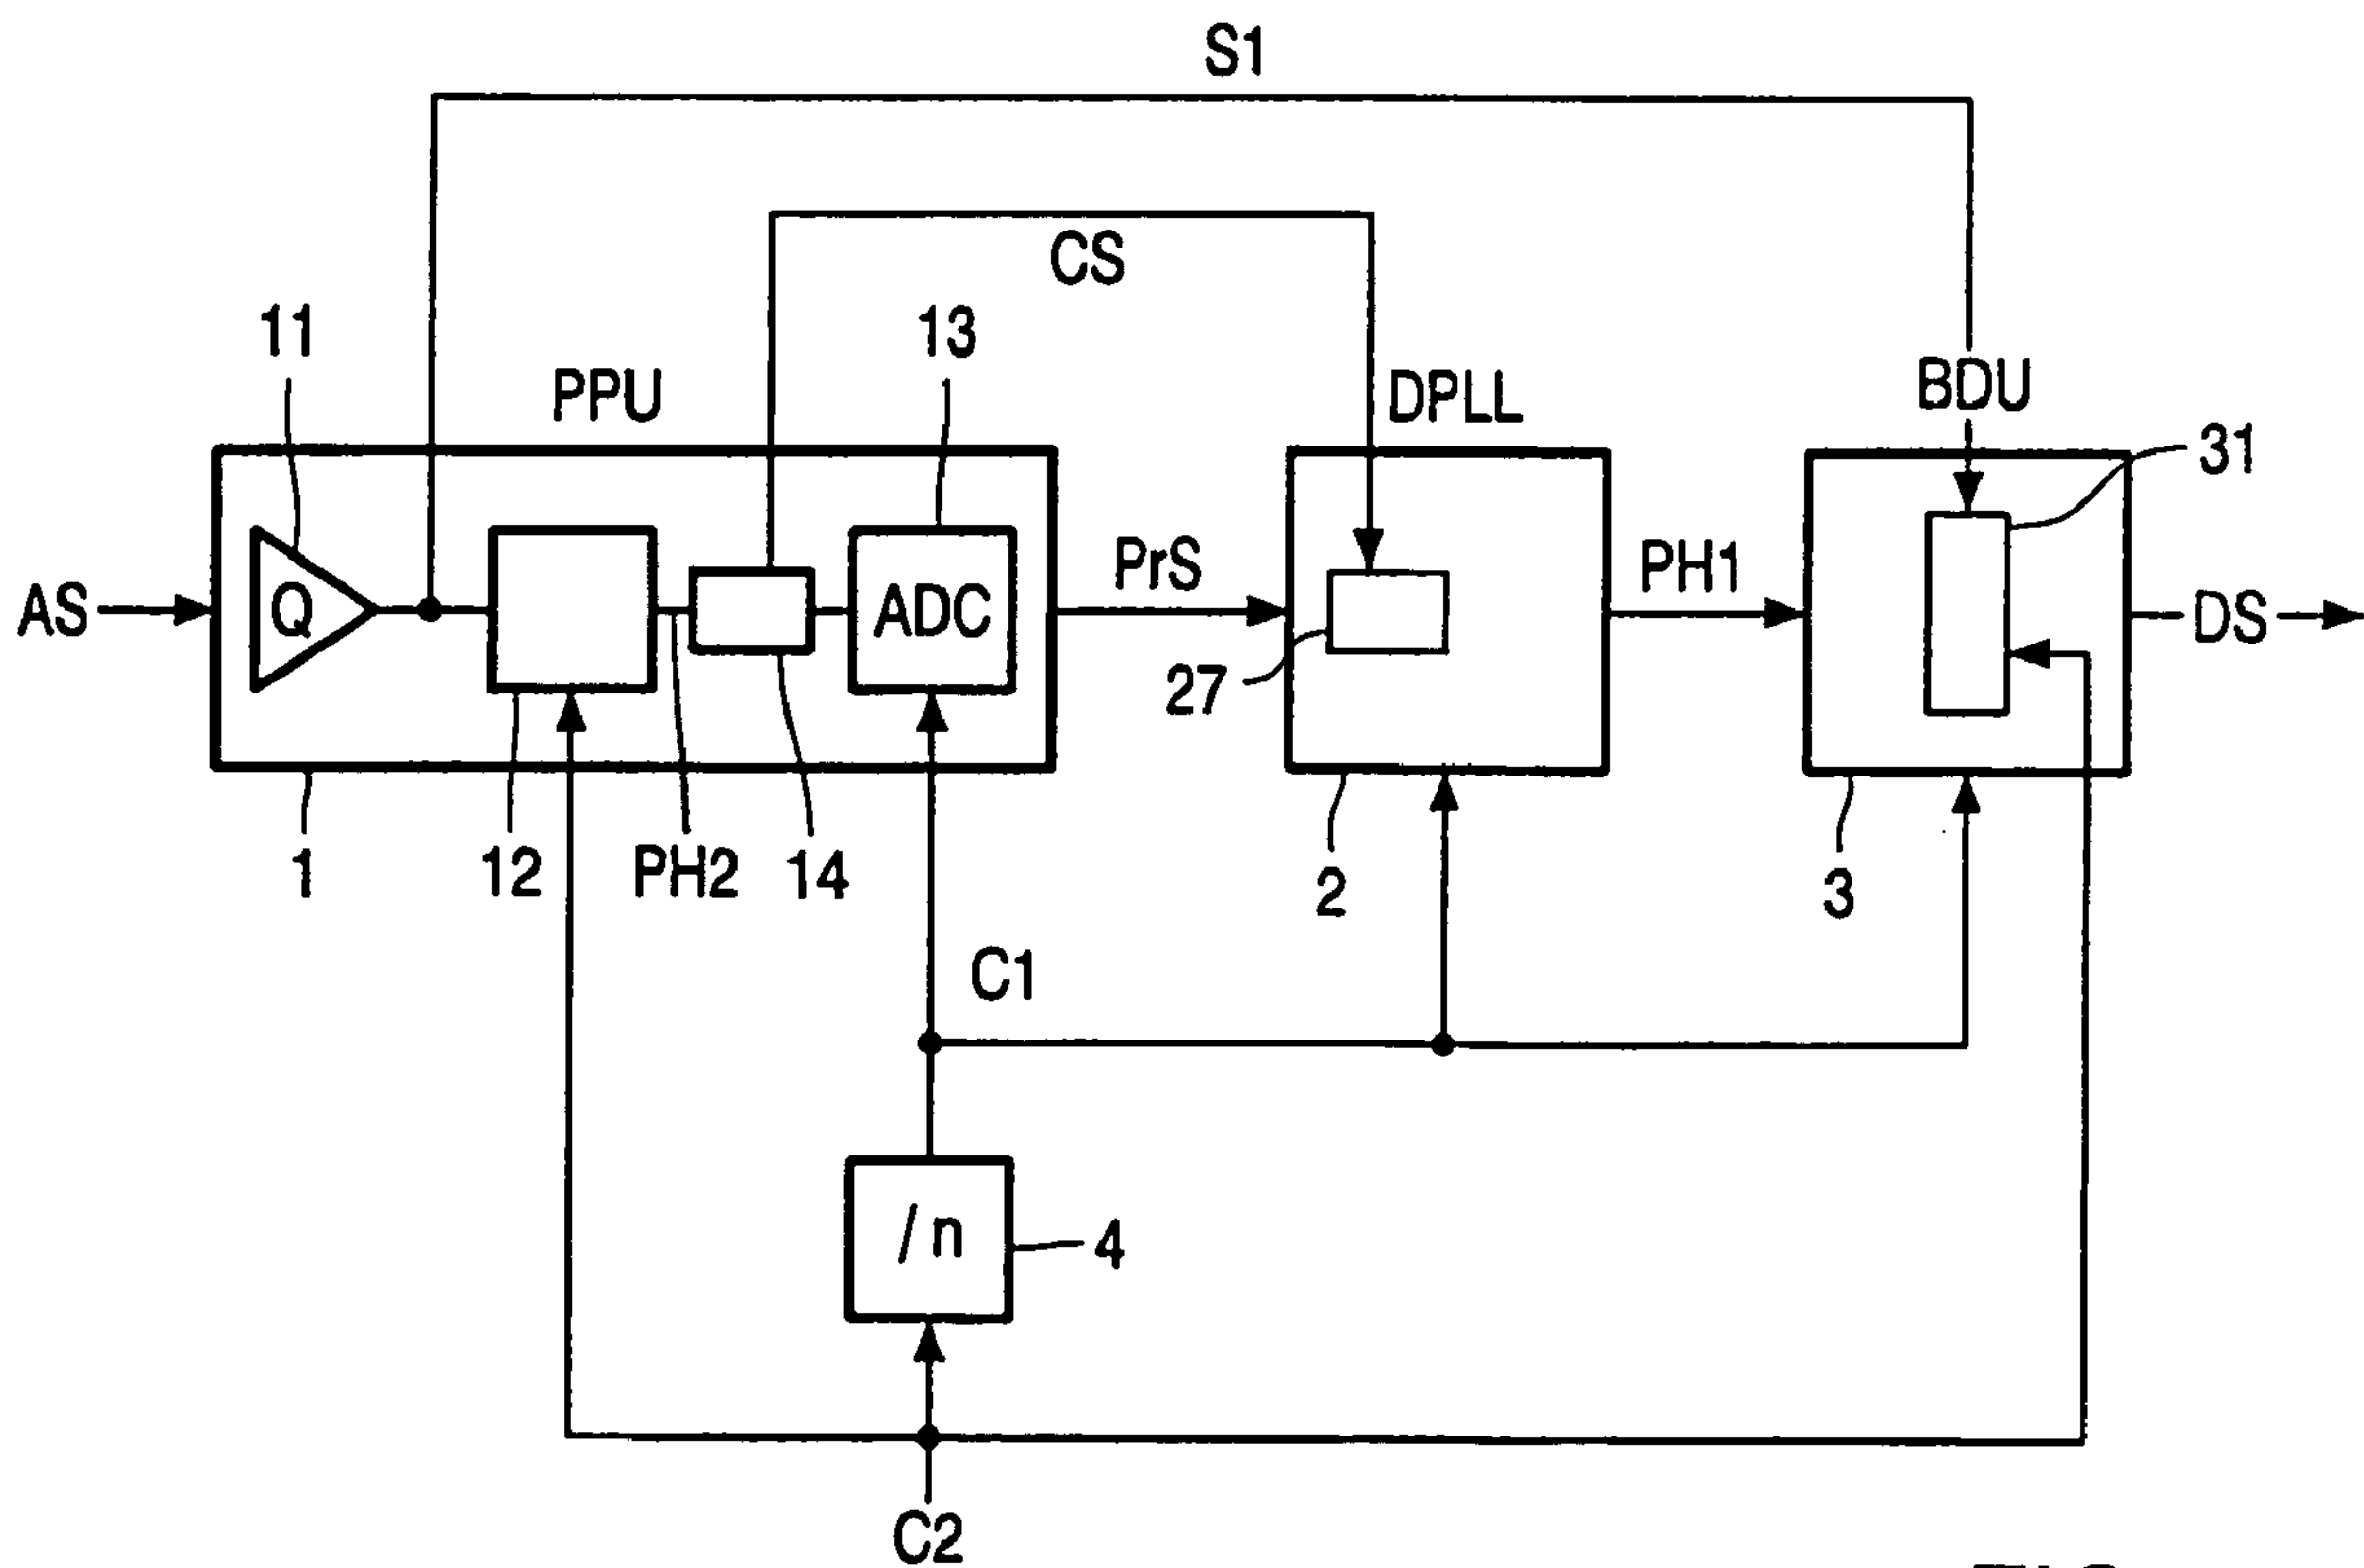 S1
CS
11
PPU
13
DPLL
BDU
31
AS
Q
ADC
PrS
27
PH1
DS
1
12
PH2
14
2
3
C1
/n
4
C2